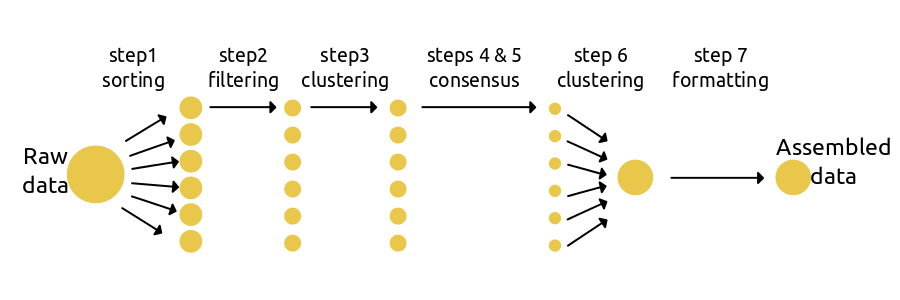 step1
sorting
step2
filtering
step3
clustering
steps 4 & 5
consensus
step 6
clustering
step 7
formatting
Raw
data
Assembled
data